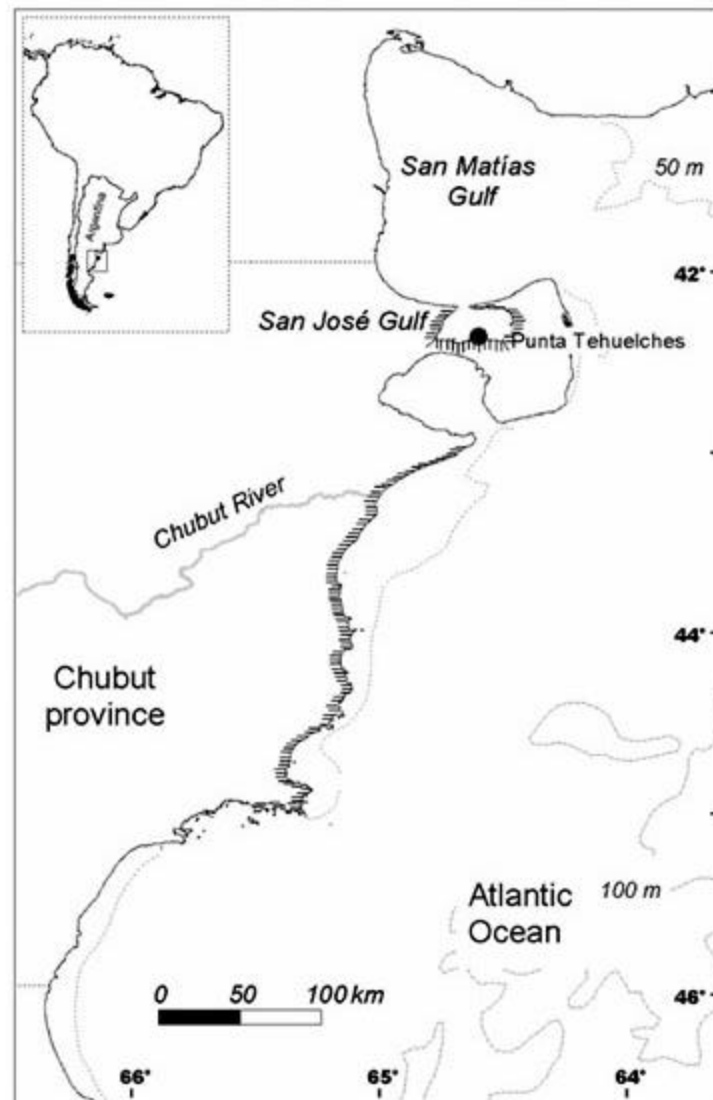 Argentina
San Matías
Gulf
50 m
42°
San José Gulf
Punta Tehuelches
Chubut River
44°
Chubut
province
Atlantic
Ocean
100 m
0 50 100 km
46°
66° 65 64°